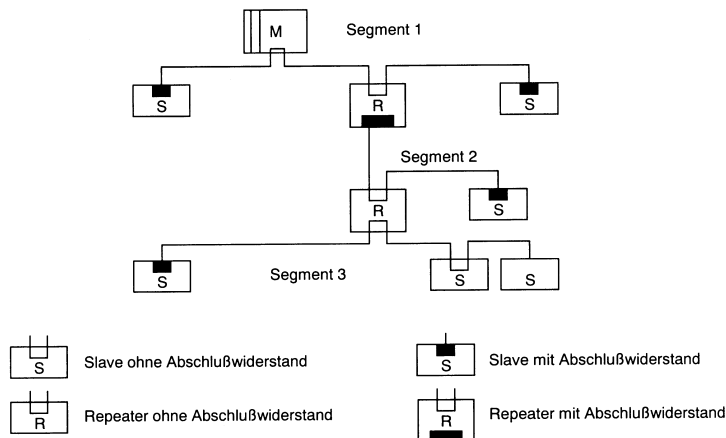 M
Segment 1
S
R
S
Segment 2
R
S
S
Segment 3
S
S
S
Slave ohne Abschlußwiderstand
S
Slave mit Abschlußwiderstand
R
Repeater ohne Abschlußwiderstand
R
Repeater mit Abschlußwiderstand